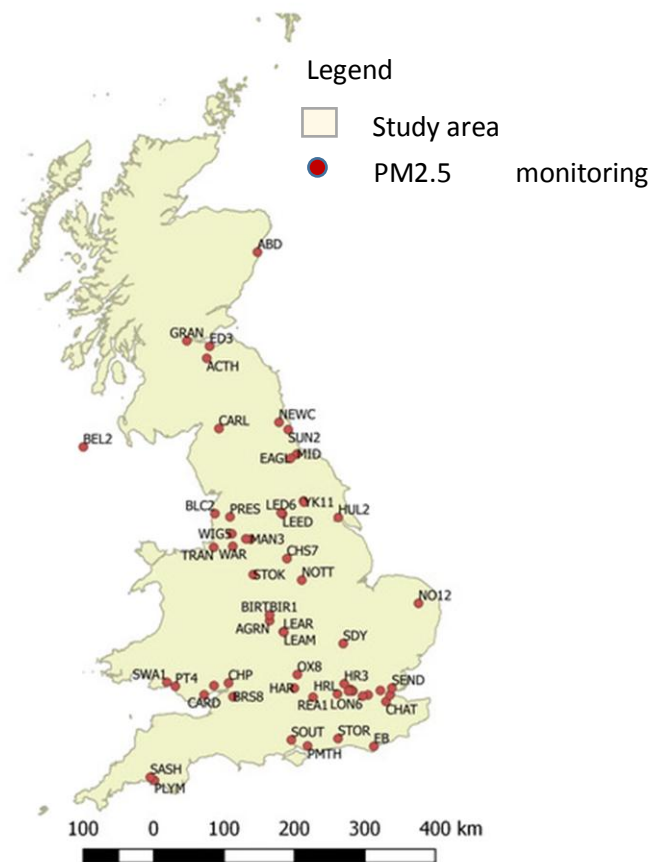 Legend
Study area
PM2.5 monitoring
ABD
GRAN
ED3
ACTH
CARL
NEWC
SUN2
BEL2
EAGL
MID
BLC2
PRES
LED6
YK11
HUL2
LEED
WIG5
MAN3
TRAN
WAR
CHS7
STOK
NOTT
NO12
BIRT
BIR1
AGRN
LEAR
LEAM
SDY
SWA1
PT4
CHP
OX8
HR3
SEND
CARD
BRS8
HAR
HRL
REA1
LON6
CHAT
SOUT
STOR
EB
PMTH
SASH
PLYM
100 0 100 200 300 400 km